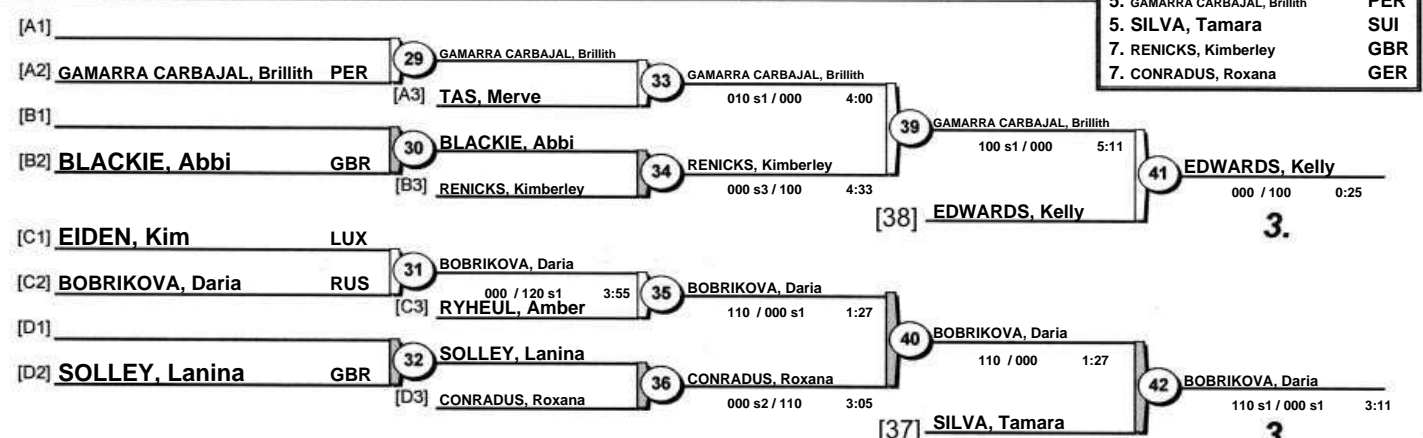 5. GAMARRA CARBAJAL, Brillith PER
5. SILVA, Tamara SUI
7. RENICKS, Kimberley GBR
7. CONRADUS, Roxana GER
[A1]
[A2] GAMARRA CARBAJAL, Brillith PER
29 GAMARRA CARBAJAL, Brillith
[A3] TAS, Merve
33 GAMARRA CARBAJAL, Brillith
010 s1 / 000 4:00
[B1]
[B2] BLACKIE, Abbi GBR
30 BLACKIE, Abbi
[B3] RENICKS, Kimberley
34 RENICKS, Kimberley
000 s3 / 100 4:33
39 GAMARRA CARBAJAL, Brillith
100 s1 / 000 5:11
[38] EDWARDS, Kelly
41 EDWARDS, Kelly
000 / 100 0:25
3.
[C1] EIDEN, Kim LUX
[C2] BOBRIKOVA, Daria RUS
31 BOBRIKOVA, Daria
000 / 120 s1 3:55
[C3] RYHEUL, Amber
35 BOBRIKOVA, Daria
110 / 000 s1 1:27
[D1]
[D2] SOLLEY, Lanina GBR
32 SOLLEY, Lanina
[D3] CONRADUS, Roxana
36 CONRADUS, Roxana
000 s2 / 110 3:05
40 BOBRIKOVA, Daria
110 / 000 1:27
[37] SILVA, Tamara
42 BOBRIKOVA, Daria
110 s1 / 000 s1 3:11
3.